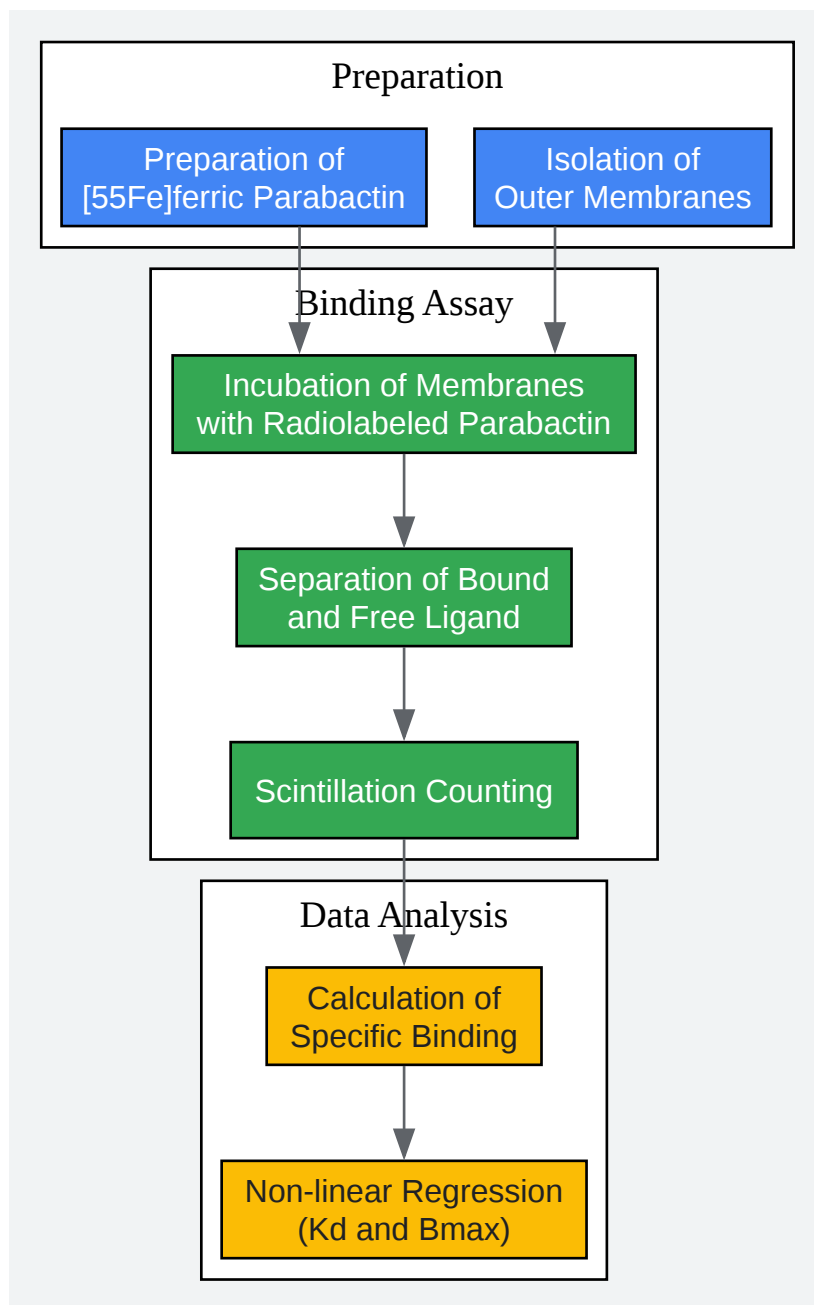 Preparation
Preparation of
[55Fe]ferric Parabactin
Isolation of
Outer Membranes
Binding Assay
Incubation of Membranes
with Radiolabeled Parabactin
Separation of Bound
and Free Ligand
Scintillation Counting
Data Analysis
Calculation of
Specific Binding
Non-linear Regression
(Kd and Bmax)